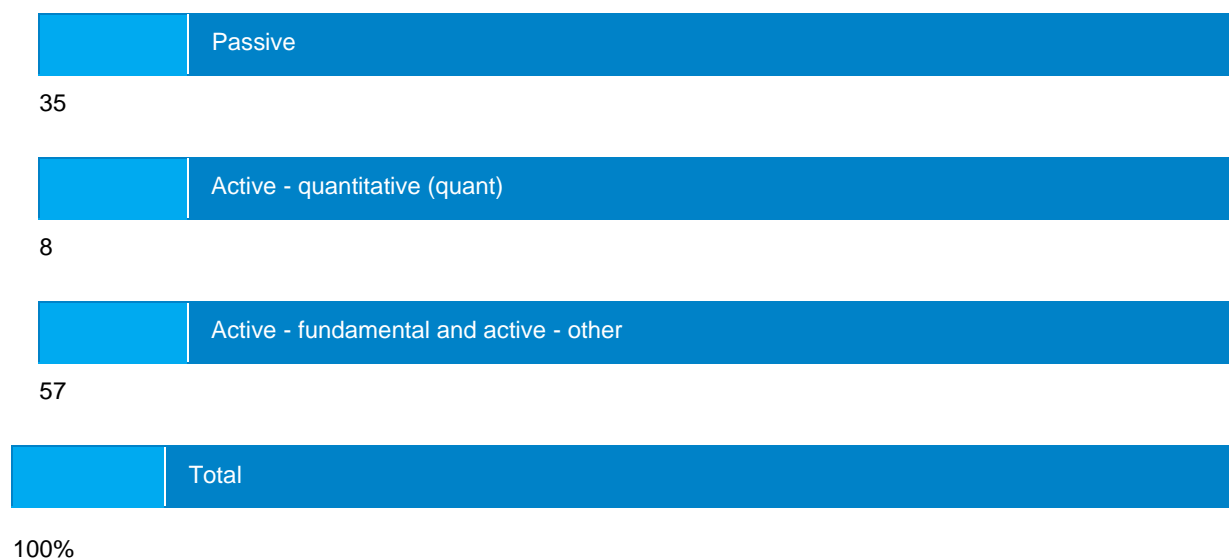 Passive
35
Active - quantitative (quant)
8
Active - fundamental and active - other
57
Total
100%